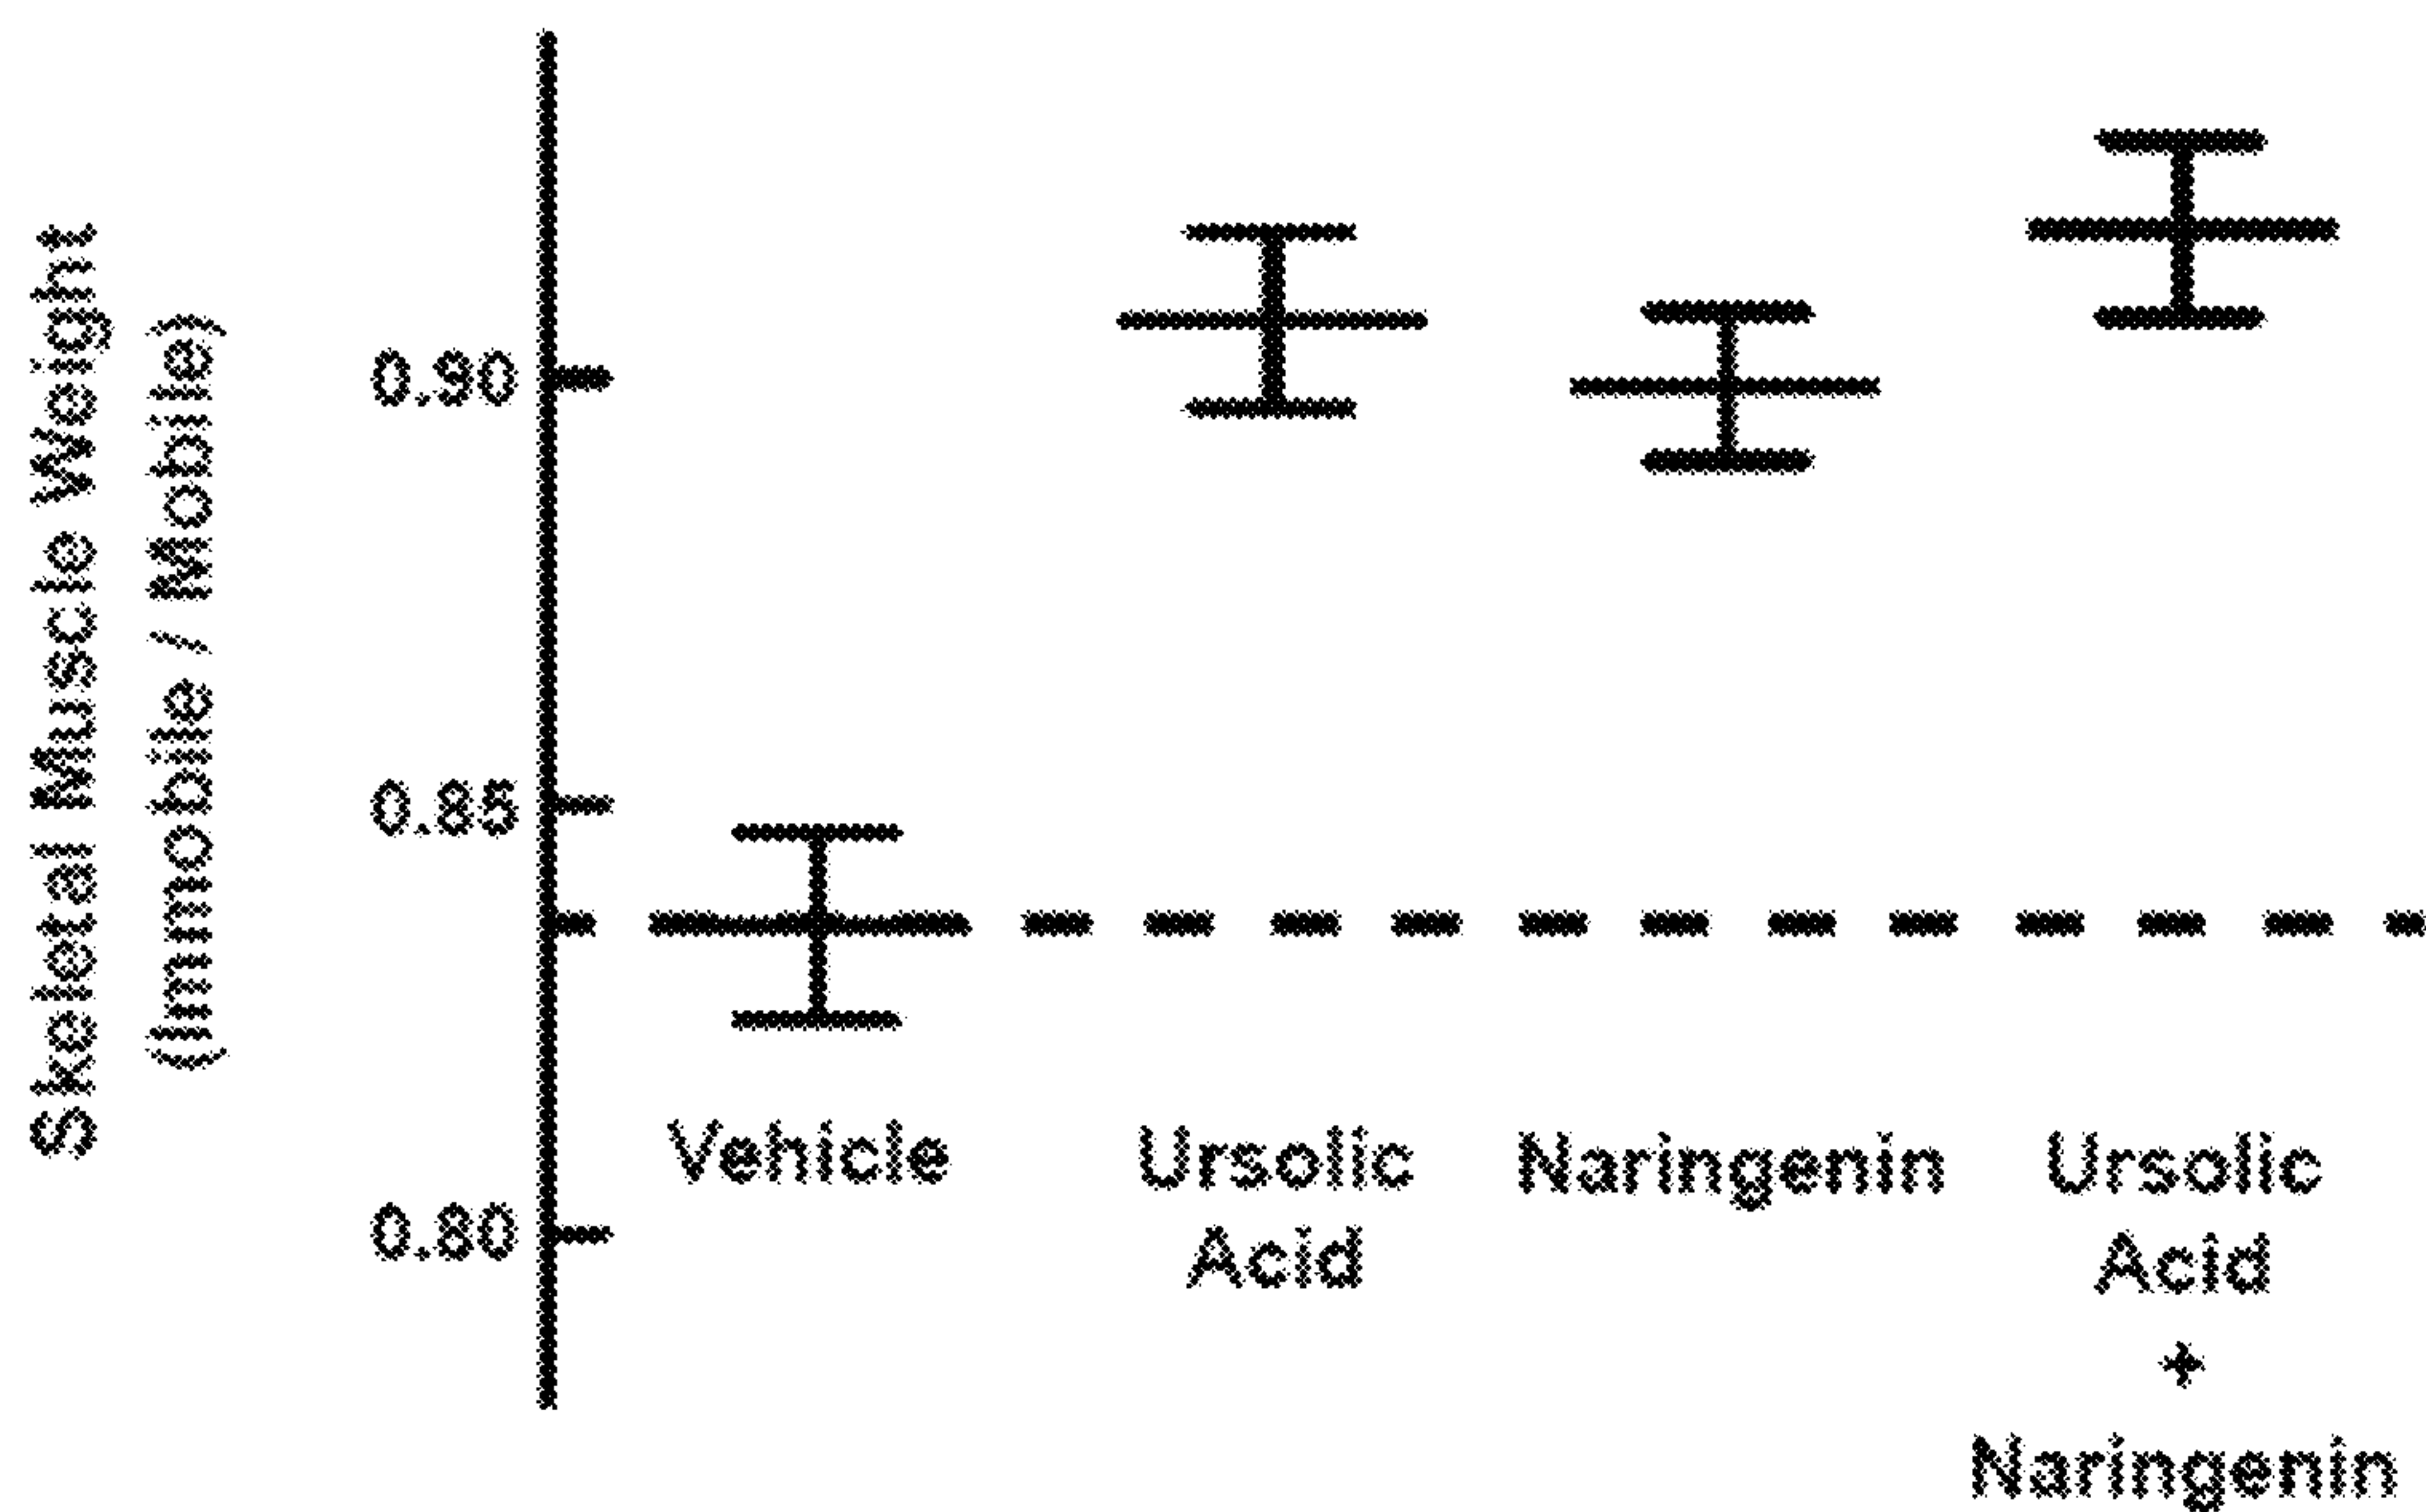 Skeletal Muscle Weight
(Immobile / Mobile)
0.90
0.85
0.80
Vehicle
Ursolic
Acid
Naringenin
Ursolic
Acid
+
Naringenin